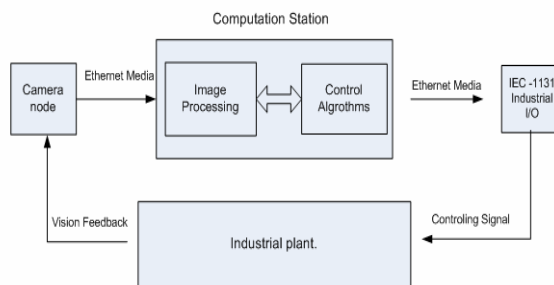 Computation Station
Ethernet Media
Ethernet Media
Camera
node
Image
Processing
Control
Algrothms
IEC -1131
Industrial
I/O
Vision Feedback
Controling Signal
Industrial plant.